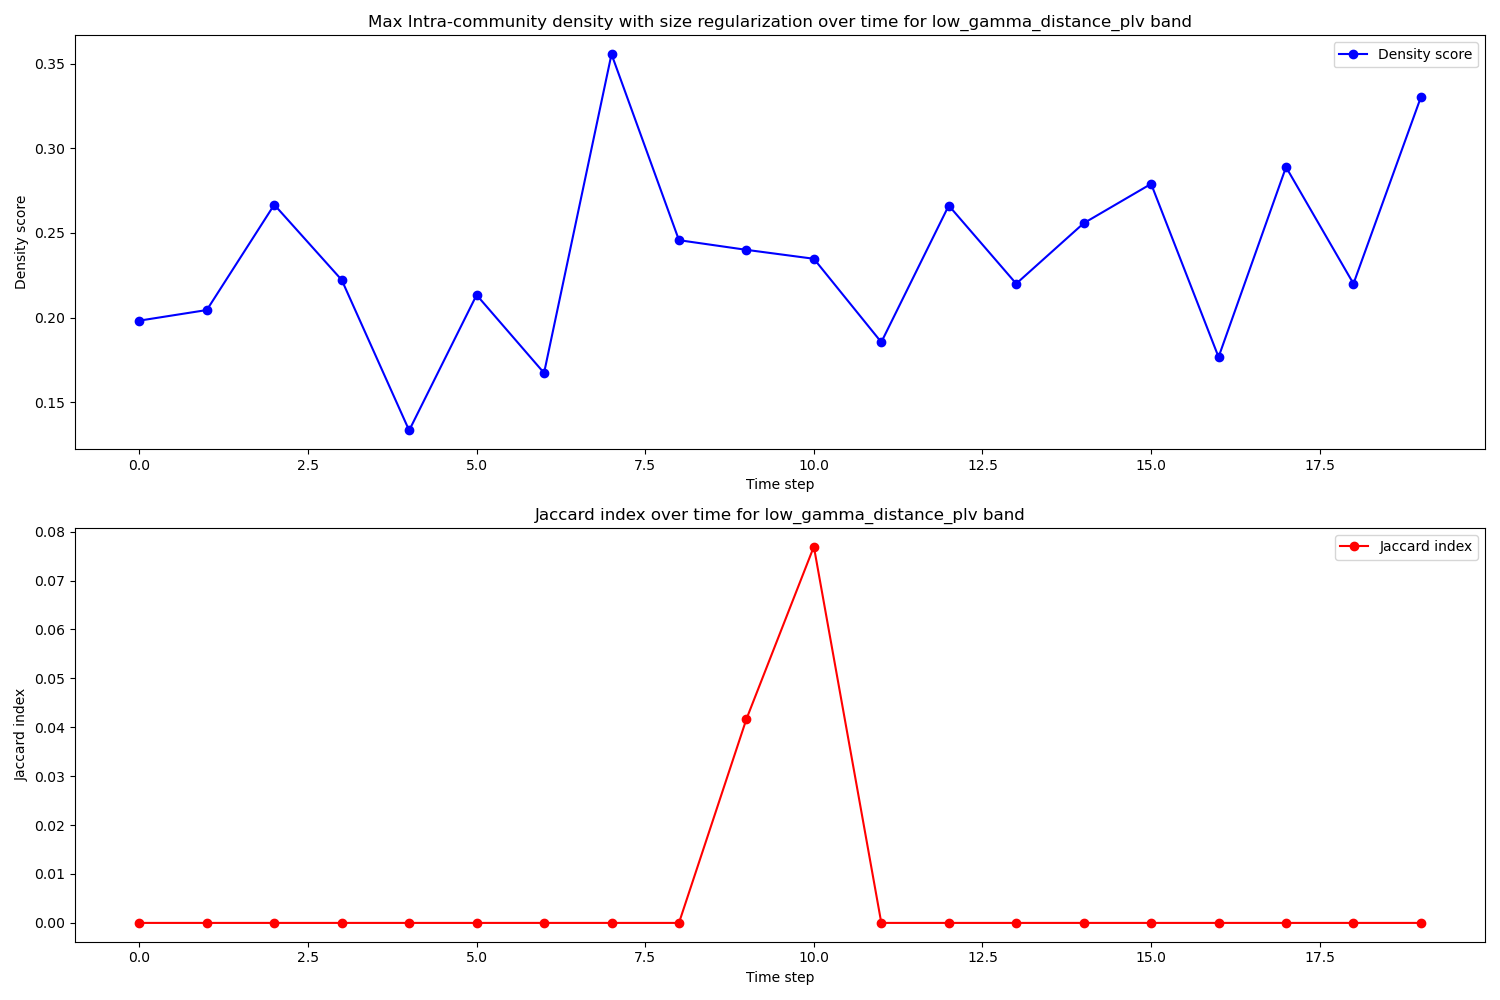 Max Intra-community density with size regularization over time for low_gamma_distance_plv band
Density score
0.35
0.30
0.25
0.20
0.15
Density score
0.0 2.5 5.0 7.5 10.0 12.5 15.0 17.5
Time step
Jaccard index over time for low_gamma_distance_plv band
Jaccard index
0.08
0.07
0.06
0.05
0.04
0.03
0.02
0.01
0.00
Jaccard index
0.0 2.5 5.0 7.5 10.0 12.5 15.0 17.5
Time step